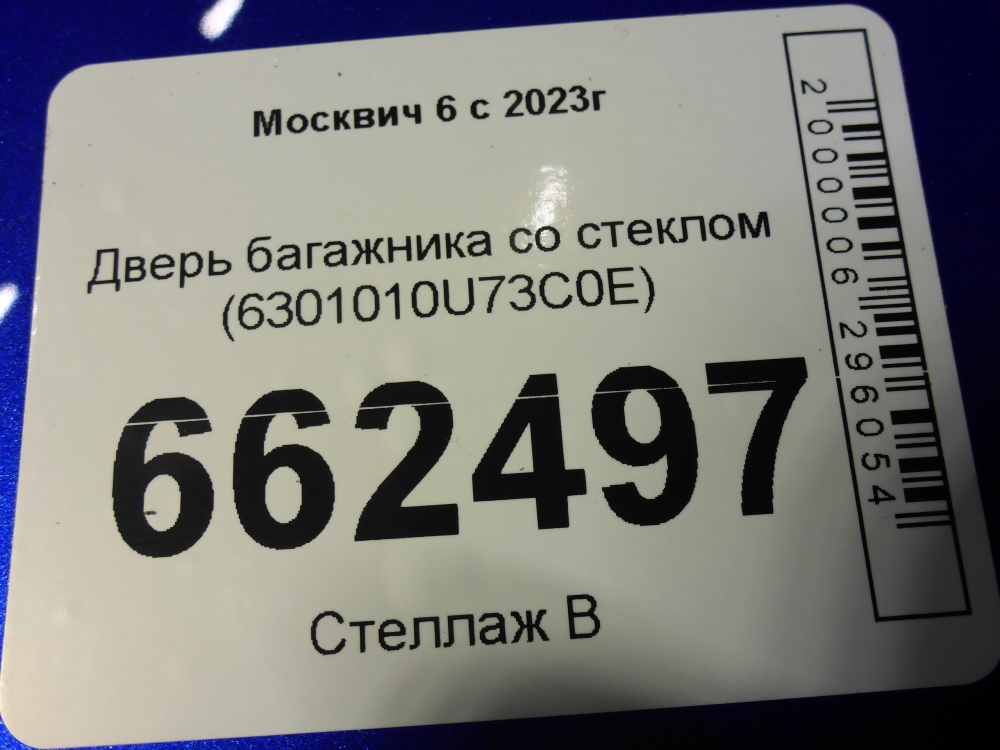 Москвич 6 с 2023г
Дверь багажника со стеклом
(6301010U73C0E)
662497
Стеллаж В
2000006296054